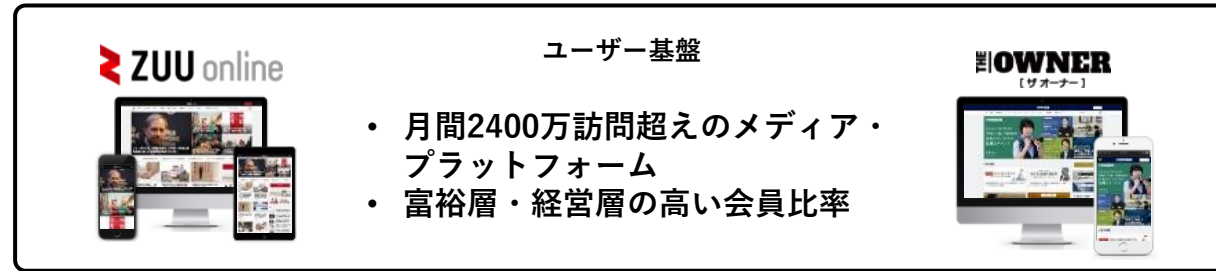 ユーザー基盤
ZUU online
THE OWNER
[ザ オーナー]
• 月間2400万訪問超えのメディア・
プラットフォーム
• 富裕層・経営層の高い会員比率